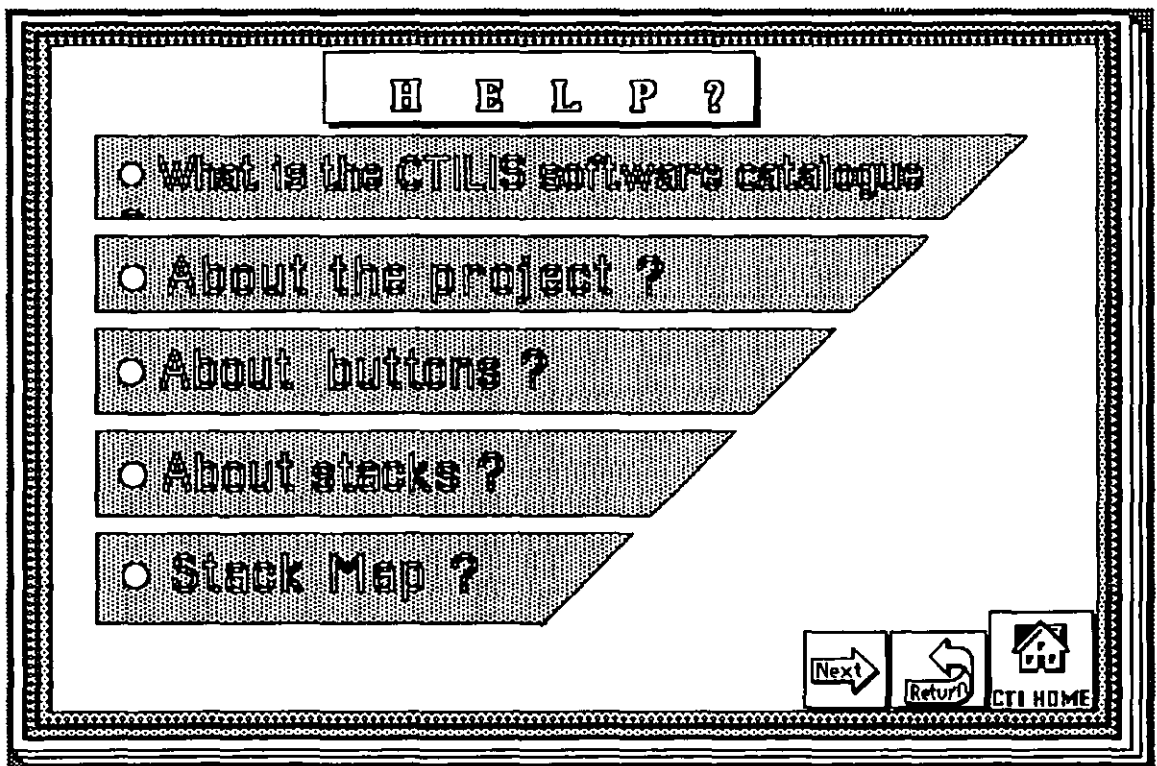 H E L P ?
What is the CTILIS software catalogue
About the project ?
About buttons ?
About stacks ?
Stack Map ?
Next
Return
CTI HOME